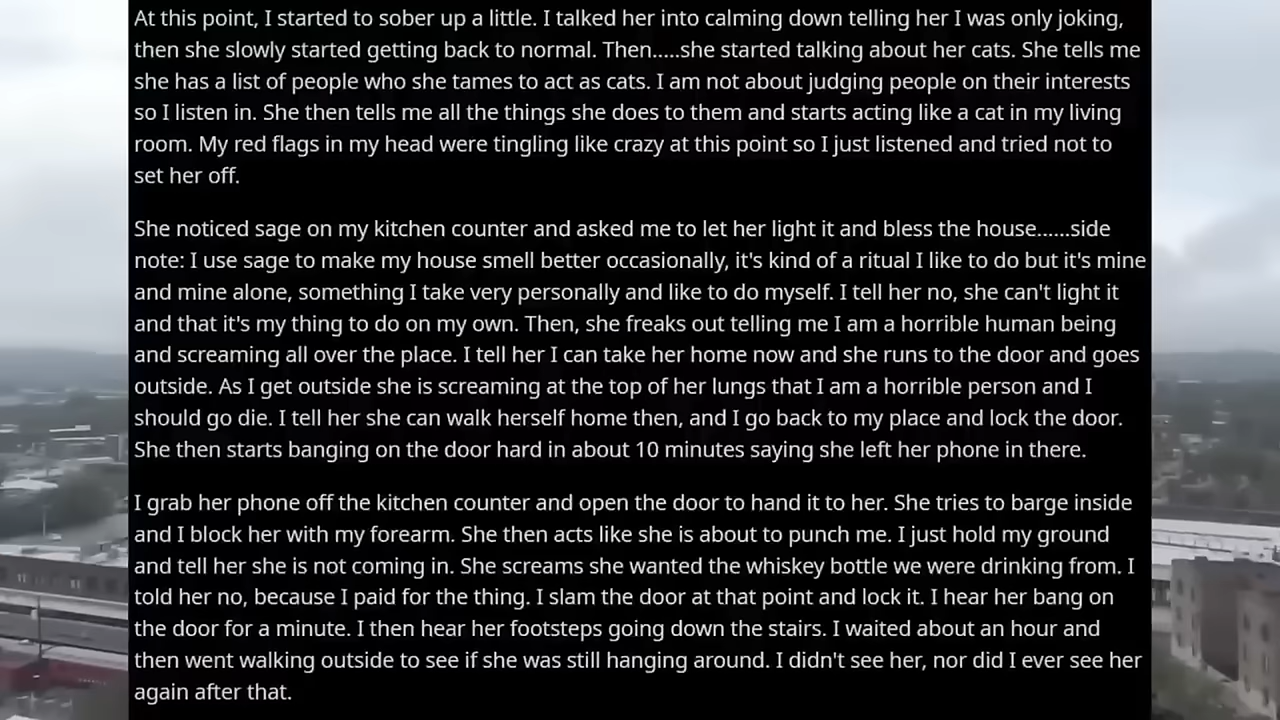 At this point, I started to sober up a little. I talked her into calming down telling her I was only joking,
then she slowly started getting back to normal. Then.....she started talking about her cats. She tells me
she has a list of people who she tames to act as cats. I am not about judging people on their interests
so I listen in. She then tells me all the things she does to them and starts acting like a cat in my living
room. My red flags in my head were tingling like crazy at this point so I just listened and tried not to
set her off.
She noticed sage on my kitchen counter and asked me to let her light it and bless the house......side
note: I use sage to make my house smell better occasionally, it's kind of a ritual I like to do but it's mine
and mine alone, something I take very personally and like to do myself. I tell her no, she can't light it
and that it's my thing to do on my own. Then, she freaks out telling me I am a horrible human being
and screaming all over the place. I tell her I can take her home now and she runs to the door and goes
outside. As I get outside she is screaming at the top of her lungs that I am a horrible person and I
should go die. I tell her she can walk herself home then, and I go back to my place and lock the door.
She then starts banging on the door hard in about 10 minutes saying she left her phone in there.
I grab her phone off the kitchen counter and open the door to hand it to her. She tries to barge inside
and I block her with my forearm. She then acts like she is about to punch me. I just hold my ground
and tell her she is not coming in. She screams she wanted the whiskey bottle we were drinking from. I
told her no, because I paid for the thing. I slam the door at that point and lock it. I hear her bang on
the door for a minute. I then hear her footsteps going down the stairs. I waited about an hour and
then went walking outside to see if she was still hanging around. I didn't see her, nor did I ever see her
again after that.